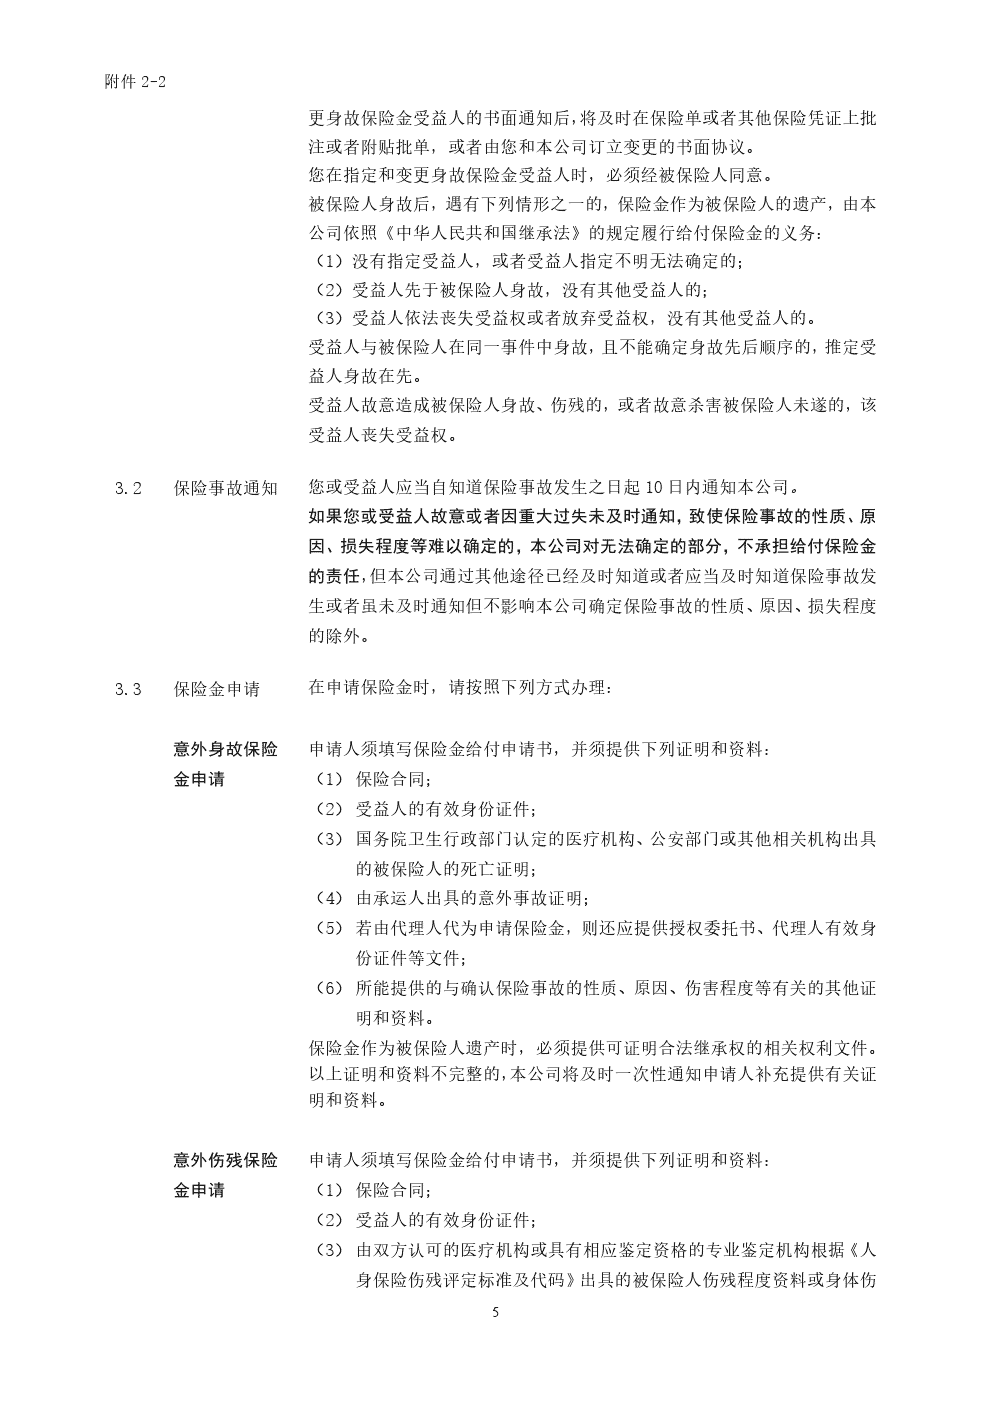 附件 2-2
更身故保险金受益人的书面通知后,将及时在保险单或者其他保险凭证上批
注或者附贴批单，或者由您和本公司订立变更的书面协议。
您在指定和变更身故保险金受益人时，必须经被保险人同意。
被保险人身故后，遇有下列情形之一的，保险金作为被保险人的遗产，由本
公司依照《中华人民共和国继承法》的规定履行给付保险金的义务：
（1）没有指定受益人，或者受益人指定不明无法确定的；
（2）受益人先于被保险人身故，没有其他受益人的；
（3）受益人依法丧失受益权或者放弃受益权，没有其他受益人的。
受益人与被保险人在同一事件中身故,且不能确定身故先后顺序的,推定受
益人身故在先。
受益人故意造成被保险人身故、伤残的，或者故意杀害被保险人未遂的，该
受益人丧失受益权。
3.2 保险事故通知 您或受益人应当自知道保险事故发生之日起 10 日内通知本公司。
如果您或受益人故意或者因重大过失未及时通知,致使保险事故的性质、原
因、损失程度等难以确定的，本公司对无法确定的部分，不承担给付保险金
的责任,但本公司通过其他途径已经及时知道或者应当及时知道保险事故发
生或者虽未及时通知但不影响本公司确定保险事故的性质、原因、损失程度
的除外。
3.3 保险金申请 在申请保险金时，请按照下列方式办理：
意外身故保险 申请人须填写保险金给付申请书，并须提供下列证明和资料：
金申请 （1） 保险合同；
（2） 受益人的有效身份证件；
（3） 国务院卫生行政部门认定的医疗机构、公安部门或其他相关机构出具
的被保险人的死亡证明；
（4） 由承运人出具的意外事故证明；
（5） 若由代理人代为申请保险金，则还应提供授权委托书、代理人有效身
份证件等文件；
（6） 所能提供的与确认保险事故的性质、原因、伤害程度等有关的其他证
明和资料。
保险金作为被保险人遗产时，必须提供可证明合法继承权的相关权利文件。
以上证明和资料不完整的,本公司将及时一次性通知申请人补充提供有关证
明和资料。
意外伤残保险 申请人须填写保险金给付申请书，并须提供下列证明和资料：
金申请 （1） 保险合同；
（2） 受益人的有效身份证件；
（3） 由双方认可的医疗机构或具有相应鉴定资格的专业鉴定机构根据《人
身保险伤残评定标准及代码》出具的被保险人伤残程度资料或身体伤
5